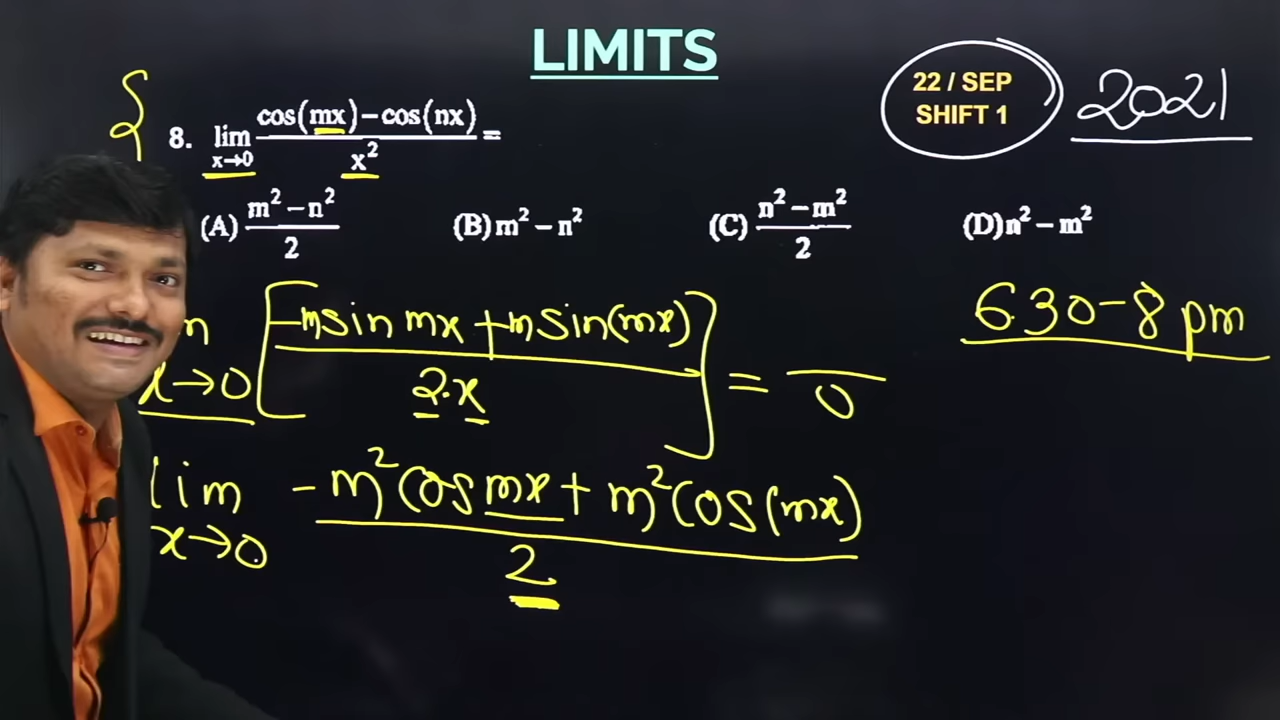 LIMITS
22 / SEP
SHIFT 1
2021
8. lim x→0 cos(mx) − cos(nx) / x² =
(A) m² − n² / 2 (B) m² − n² (C) n² − m² / 2 (D) n² − m²
6.30 − 8 pm
x→0 [ −m sin mx + m sin(mx) / 2.x ] = / 0
lim x→0 − m² Cos mx + m² Cos (mx) / 2